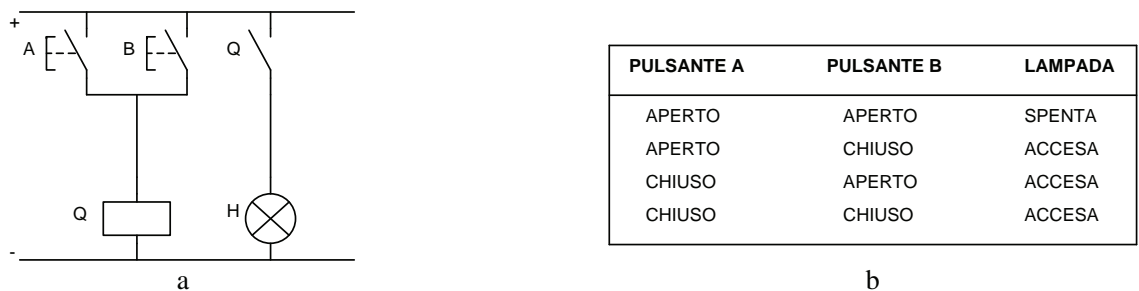 +
A B Q
Q H
-
a
PULSANTE A PULSANTE B LAMPADA
APERTO APERTO SPENTA
APERTO CHIUSO ACCESA
CHIUSO APERTO ACCESA
CHIUSO CHIUSO ACCESA
b